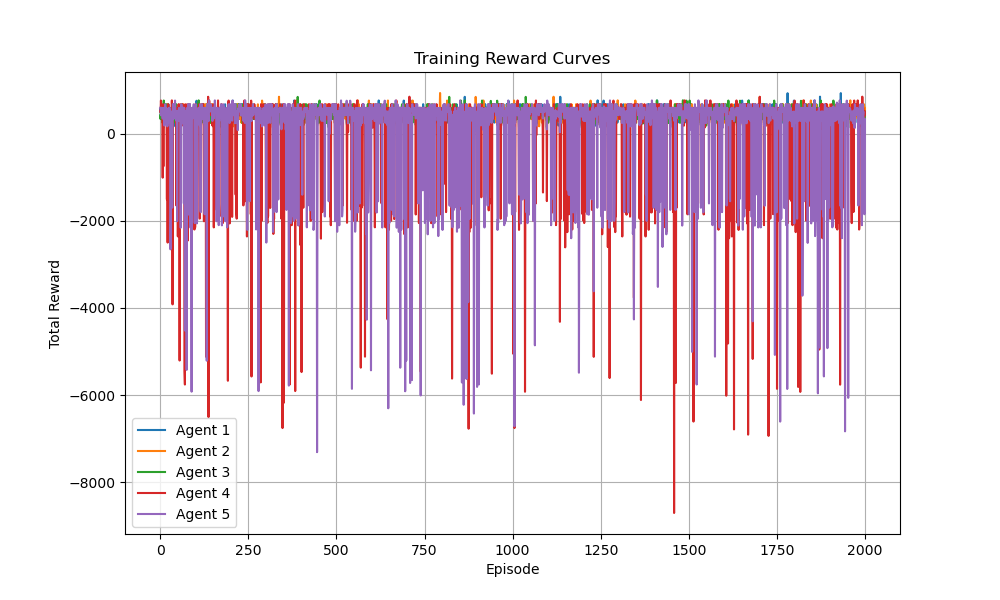 Training Reward Curves
Total Reward
0
−2000
−4000
−6000
−8000
Agent 1
Agent 2
Agent 3
Agent 4
Agent 5
0 250 500 750 1000 1250 1500 1750 2000
Episode